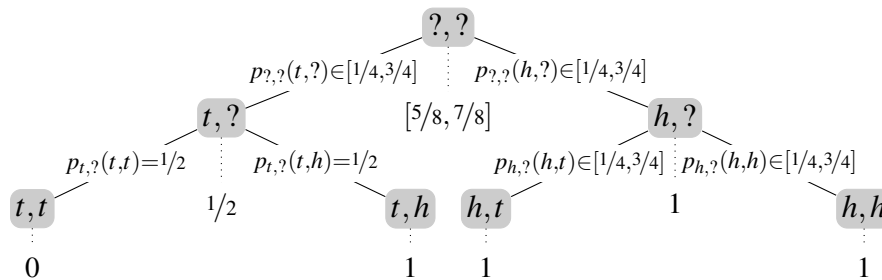 ?,?
p?,?(t,?)∈[1/4,3/4] p?,?(h,?)∈[1/4,3/4]
t,? [5/8,7/8] h,?
pt,?(t,t)=1/2 pt,?(t,h)=1/2 ph,?(h,t)∈[1/4,3/4] ph,?(h,h)∈[1/4,3/4]
t,t 1/2 t,h h,t 1 h,h
0 1 1 1